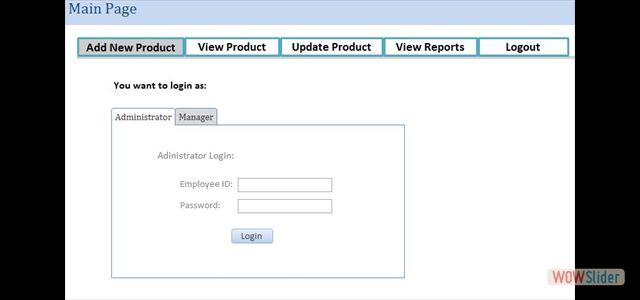 Main Page
Add New Product View Product Update Product View Reports Logout
You want to login as:
Administrator Manager
Adinistrator Login:
Employee ID:
Password:
Login
WOWSlider